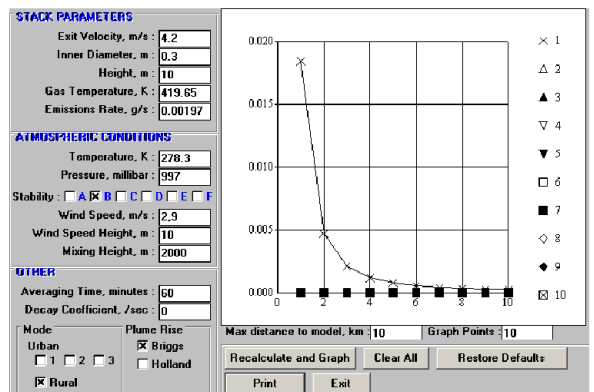 STACK PARAMETERS
Exit Velocity, m/s : 4.2
Inner Diameter, m : 0.3
Height, m : 10
Gas Temperature, K : 419.65
Emissions Rate, g/s : 0.00197
ATMOSPHERIC CONDITIONS
Temperature, K : 278.3
Pressure, millibar : 997
Stability : A B C D E F
Wind Speed, m/s : 2.9
Wind Speed Height, m : 10
Mixing Height, m : 2000
OTHER
Averaging Time, minutes : 60
Decay Coefficient, /sec : 0
Mode
Urban
1 2 3
Rural
Plume Rise
Briggs
Holland
0.020
0.015
0.010
0.005
0.000
0 2 4 6 8 10
1
2
3
4
5
6
7
8
9
10
Max distance to model, km : 10 Graph Points : 10
Recalculate and Graph Clear All Restore Defaults
Print Exit